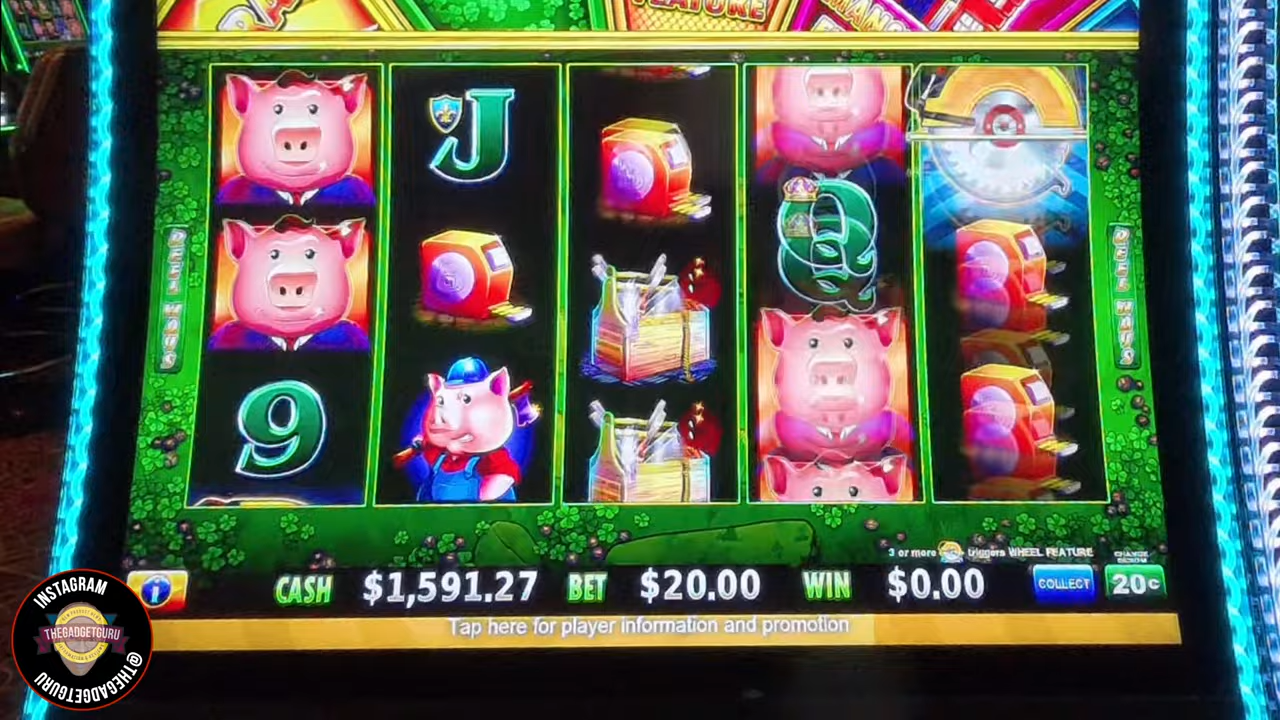 FEATURE
J
Q
9
REEL WAYS
REEL WAYS
3 or more triggers WHEEL FEATURE
CASH $1,591.27 BET $20.00 WIN $0.00 COLLECT 20¢
Tap here for player information and promotion
INSTAGRAM
THEGADGETGURU
@THEGADGETGURU